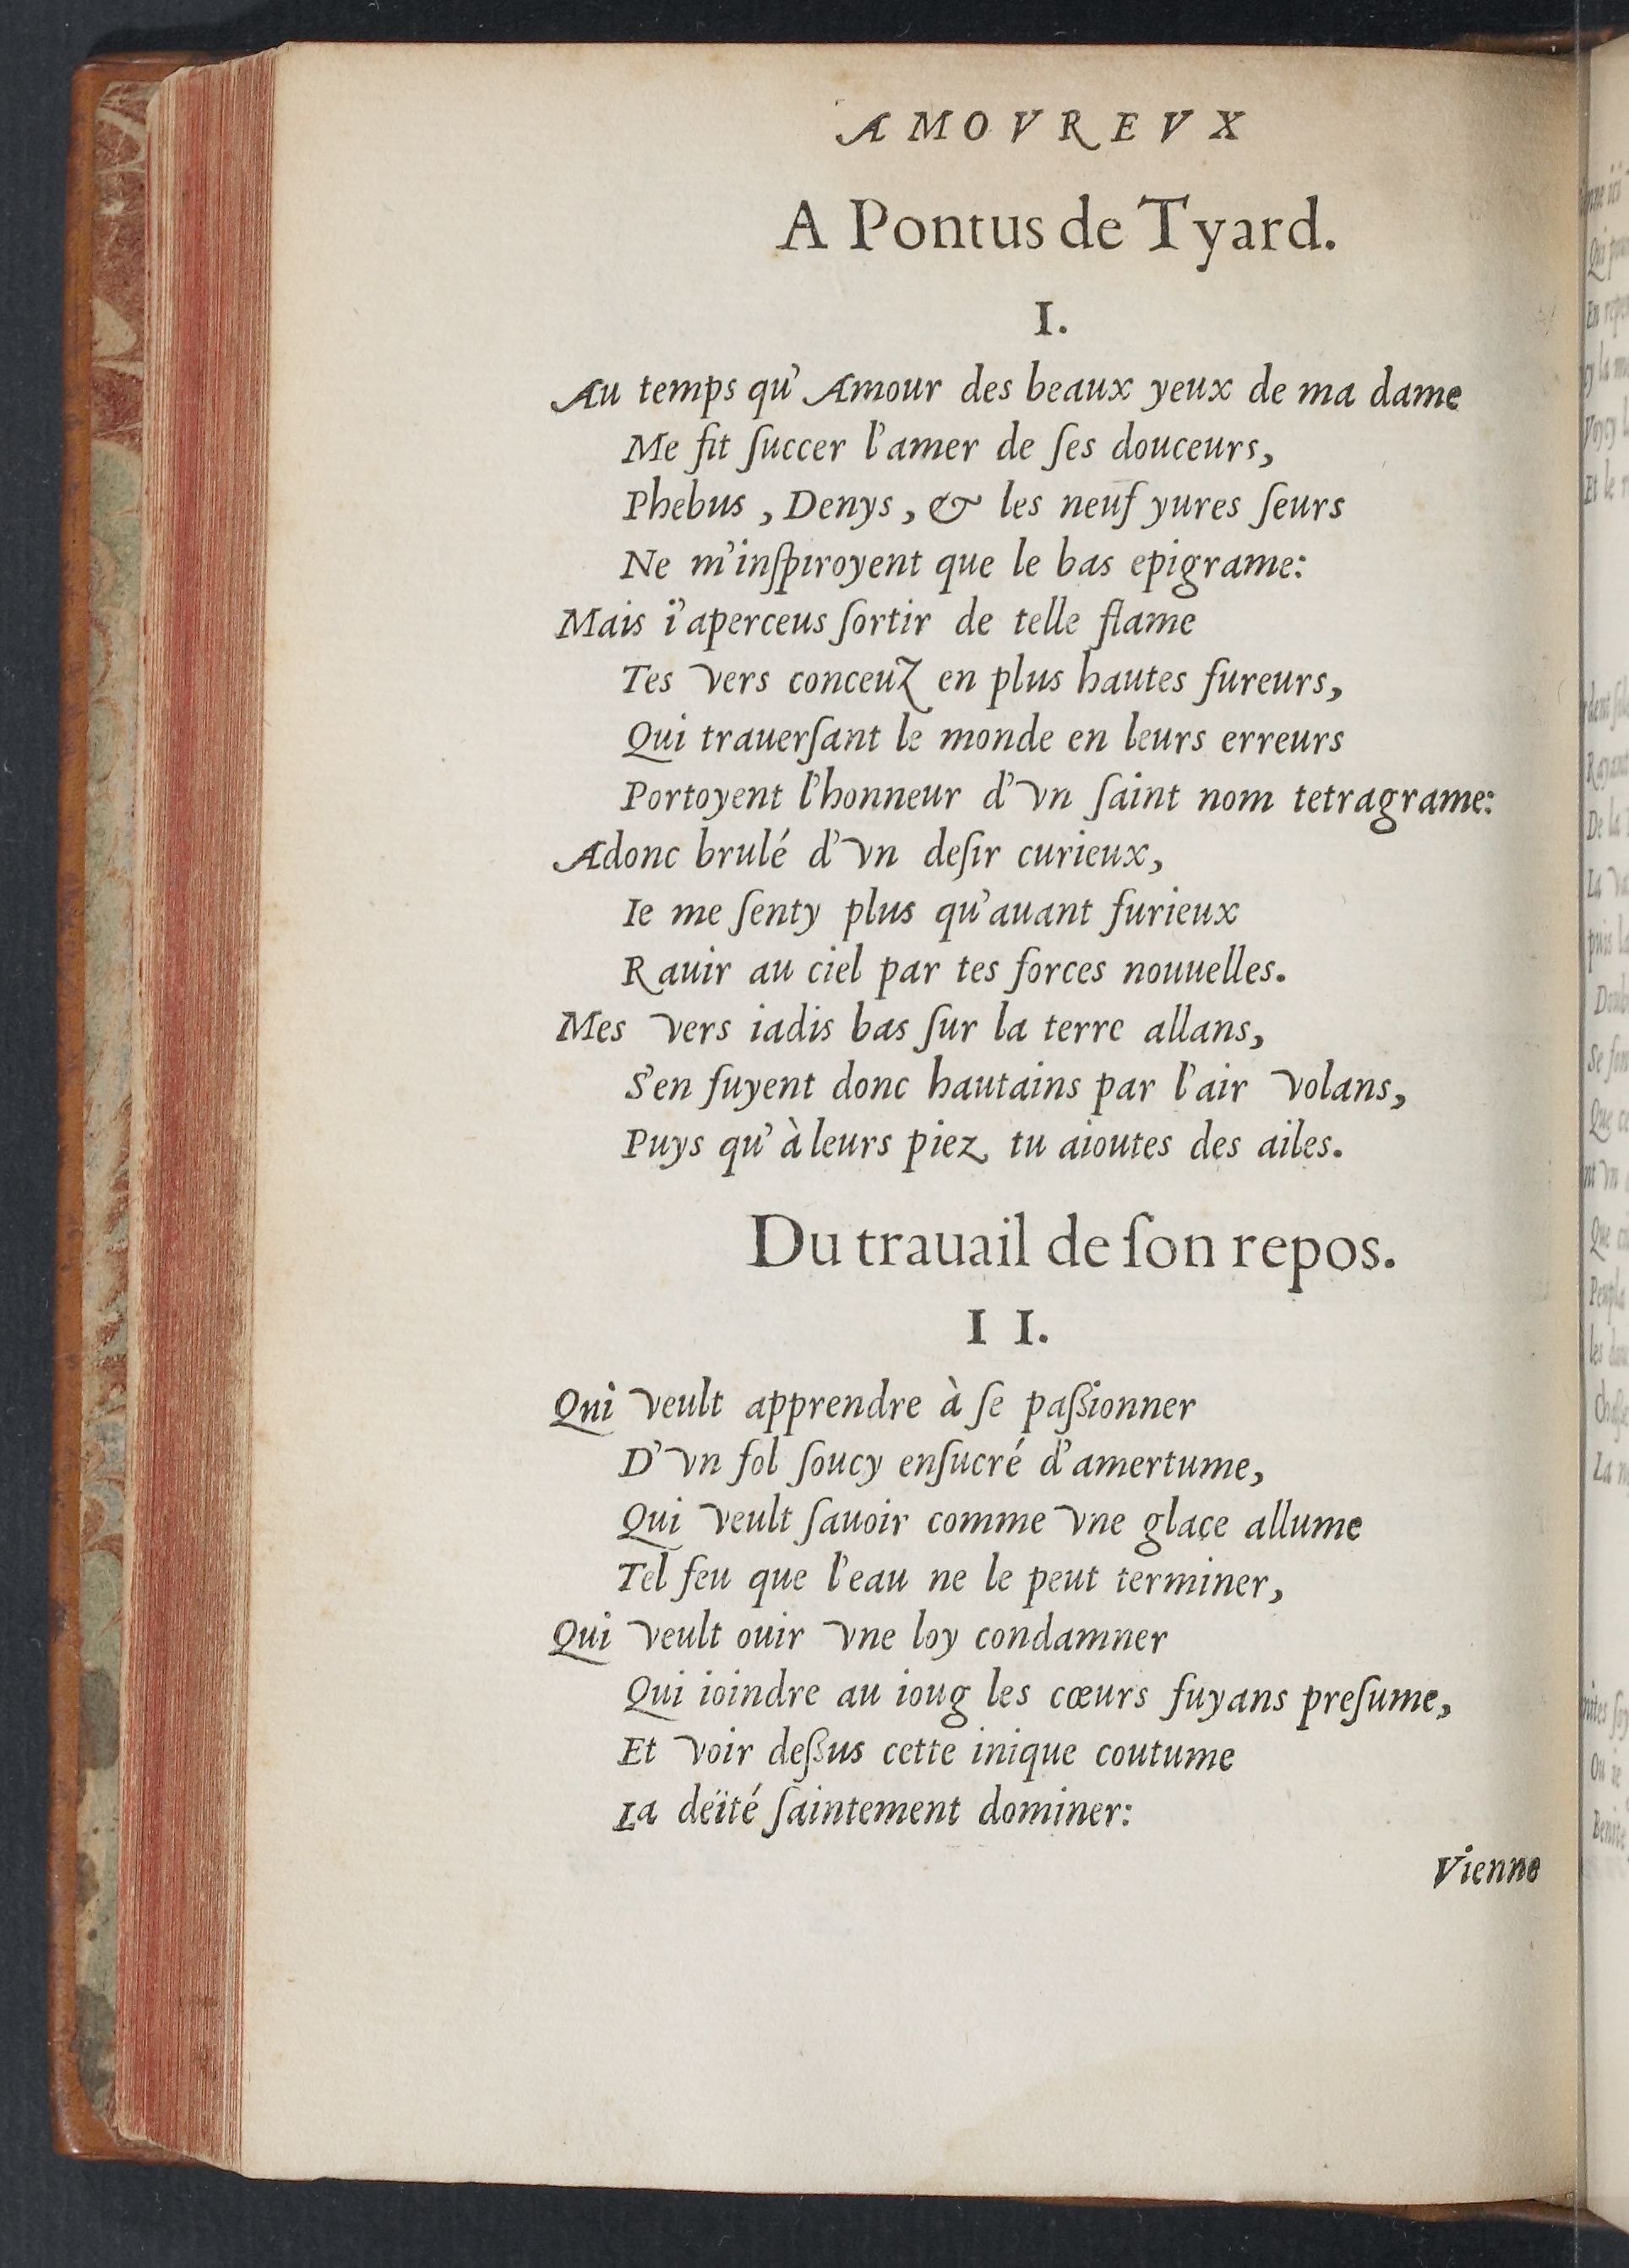 AMOVREVX
A Pontus de Tyard.
I.
Au temps qu'Amour des beaux yeux de ma dame
Me fit ſuccer l'amer de ſes douceurs,
Phebus, Denys, & les neuf yures ſeurs
Ne m'inſpiroyent que le bas epigrame:
Mais i'aperceus ſortir de telle flame
Tes vers conceuz en plus hautes fureurs,
Qui trauerſant le monde en leurs erreurs
Portoyent l'honneur d'vn ſaint nom tetragrame:
Adonc brulé d'vn deſir curieux,
Ie me ſenty plus qu'auant furieux
Rauir au ciel par tes forces nouuelles.
Mes vers iadis bas ſur la terre allans,
S'en fuyent donc hautains par l'air volans,
Puys qu'à leurs piez tu aioutes des ailes.
Du trauail de ſon repos.
II.
Qni veult apprendre à ſe paßionner
D'vn fol ſoucy enſucré d'amertume,
Qui veult ſauoir comme vne glaçe allume
Tel feu que l'eau ne le peut terminer,
Qui veult ouir vne loy condamner
Qui ioindre au ioug les cœurs fuyans preſume,
Et voir deßus cette inique coutume
La deïté ſaintement dominer:
Vienne